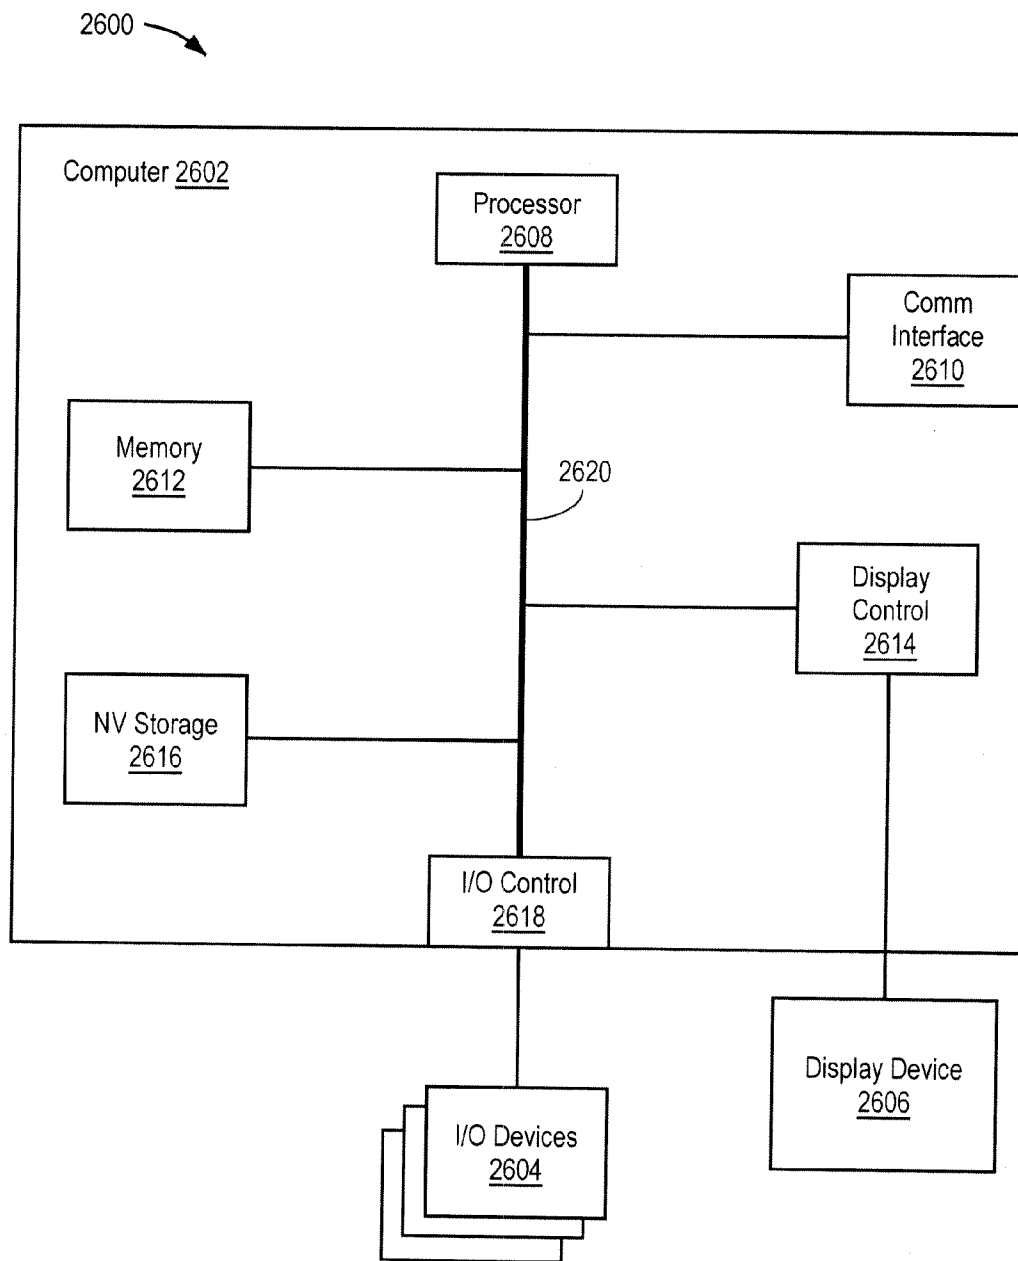 2600
Computer 2602
Processor
2608
Comm
Interface
2610
Memory
2612
2620
Display
Control
2614
NV Storage
2616
I/O Control
2618
Display Device
2606
I/O Devices
2604